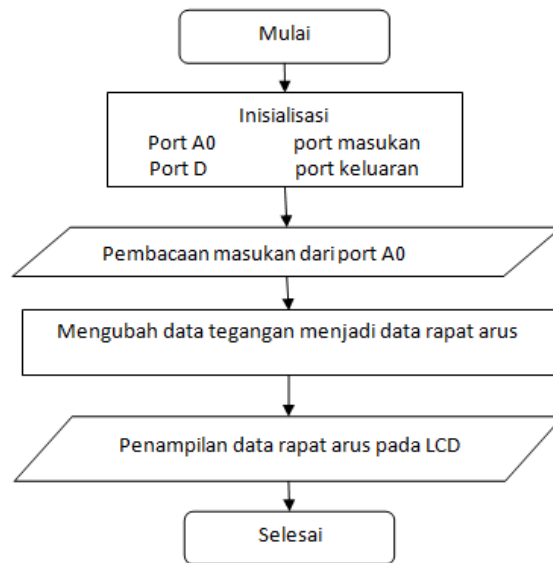 Mulai
Inisialisasi
Port A0 port masukan
Port D port keluaran
Pembacaan masukan dari port A0
Mengubah data tegangan menjadi data rapat arus
Penampilan data rapat arus pada LCD
Selesai